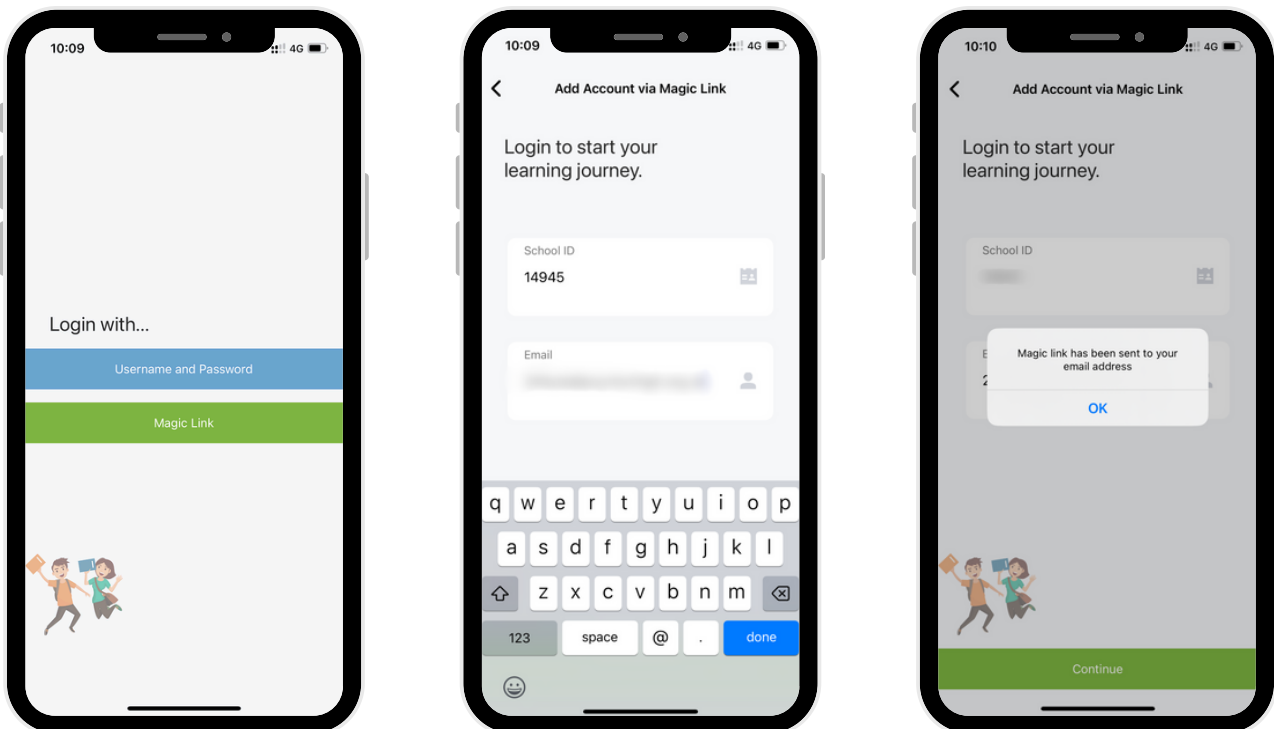 10:09
4G
Login with...
Username and Password
Magic Link
10:09
4G
Add Account via Magic Link
Login to start your
learning journey.
School ID
14945
Email
q w e r t y u i o p
a s d f g h j k l
z x c v b n m
123 space @ . done
10:10
4G
Add Account via Magic Link
Login to start your
learning journey.
School ID
E
2
Magic link has been sent to your
email address
OK
Continue